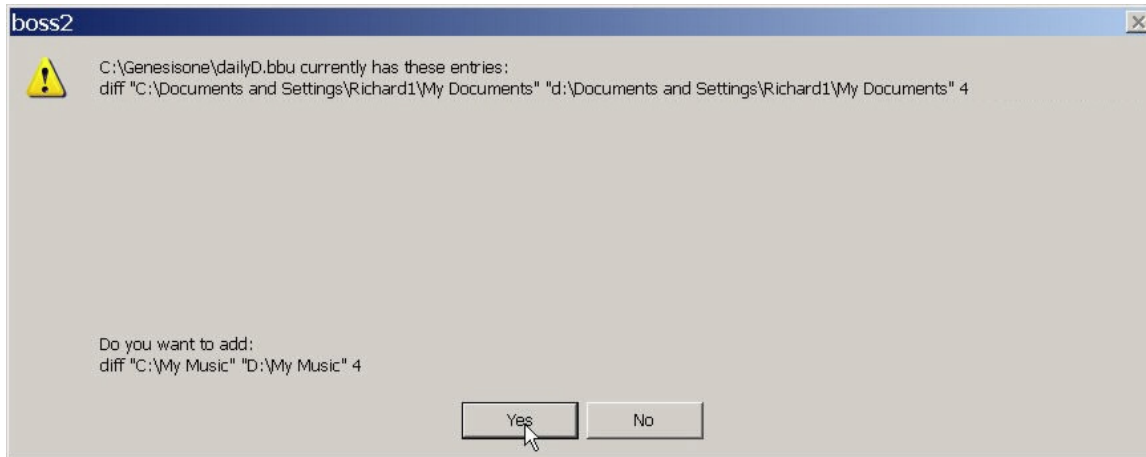 boss2
C:\Genesisone\dailyD.bbu currently has these entries:
diff "C:\Documents and Settings\Richard1\My Documents" "d:\Documents and Settings\Richard1\My Documents" 4
Do you want to add:
diff "C:\My Music" "D:\My Music" 4
Yes
No